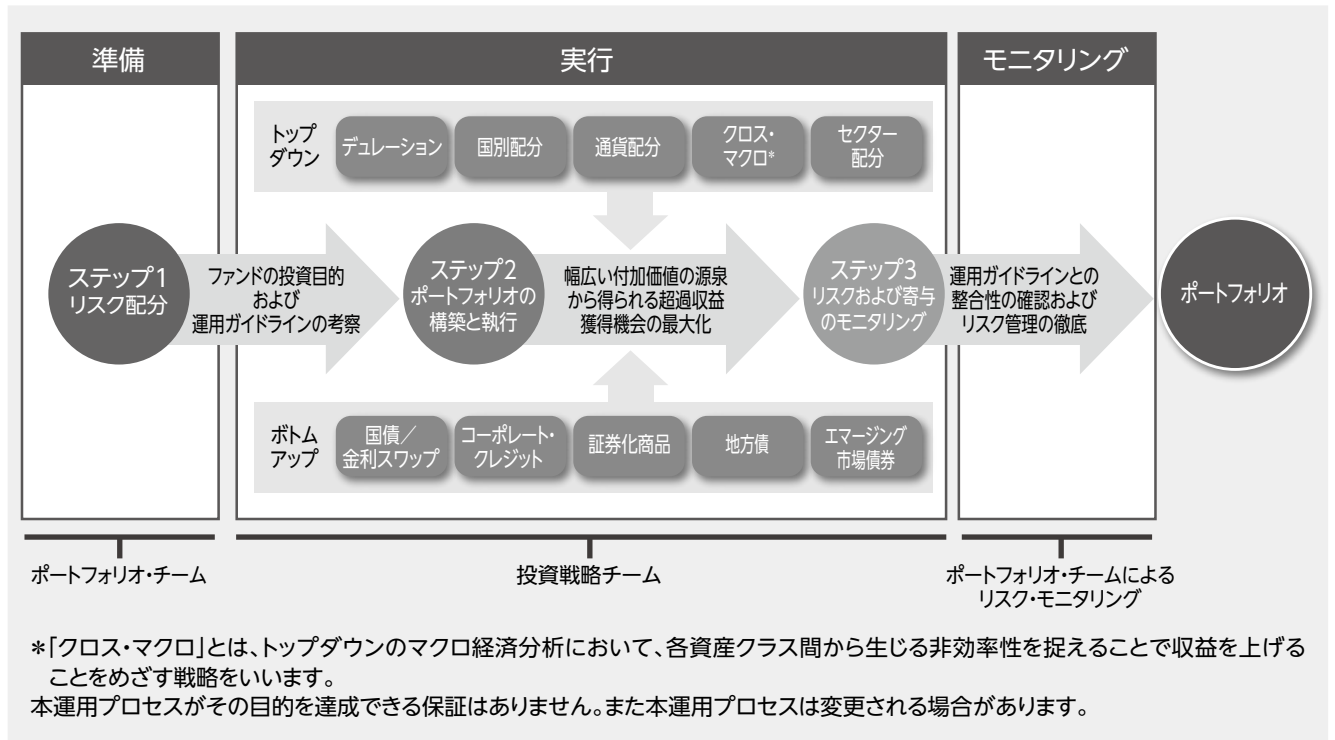 準備
実行
モニタリング
トップ
ダウン
デュレーション
国別配分
通貨配分
クロス・
マクロ*
セクター
配分
ステップ1
リスク配分
ファンドの投資目的
および
運用ガイドラインの考察
ステップ2
ポートフォリオの
構築と執行
幅広い付加価値の源泉
から得られる超過収益
獲得機会の最大化
ステップ3
リスクおよび寄与
のモニタリング
運用ガイドラインとの
整合性の確認および
リスク管理の徹底
ポートフォリオ
ボトム
アップ
国債／
金利スワップ
コーポレート・
クレジット
証券化商品
地方債
エマージング
市場債券
ポートフォリオ・チーム
投資戦略チーム
ポートフォリオ・チームによる
リスク・モニタリング
*「クロス・マクロ」とは、トップダウンのマクロ経済分析において、各資産クラス間から生じる非効率性を捉えることで収益を上げる
ことをめざす戦略をいいます。
本運用プロセスがその目的を達成できる保証はありません。また本運用プロセスは変更される場合があります。